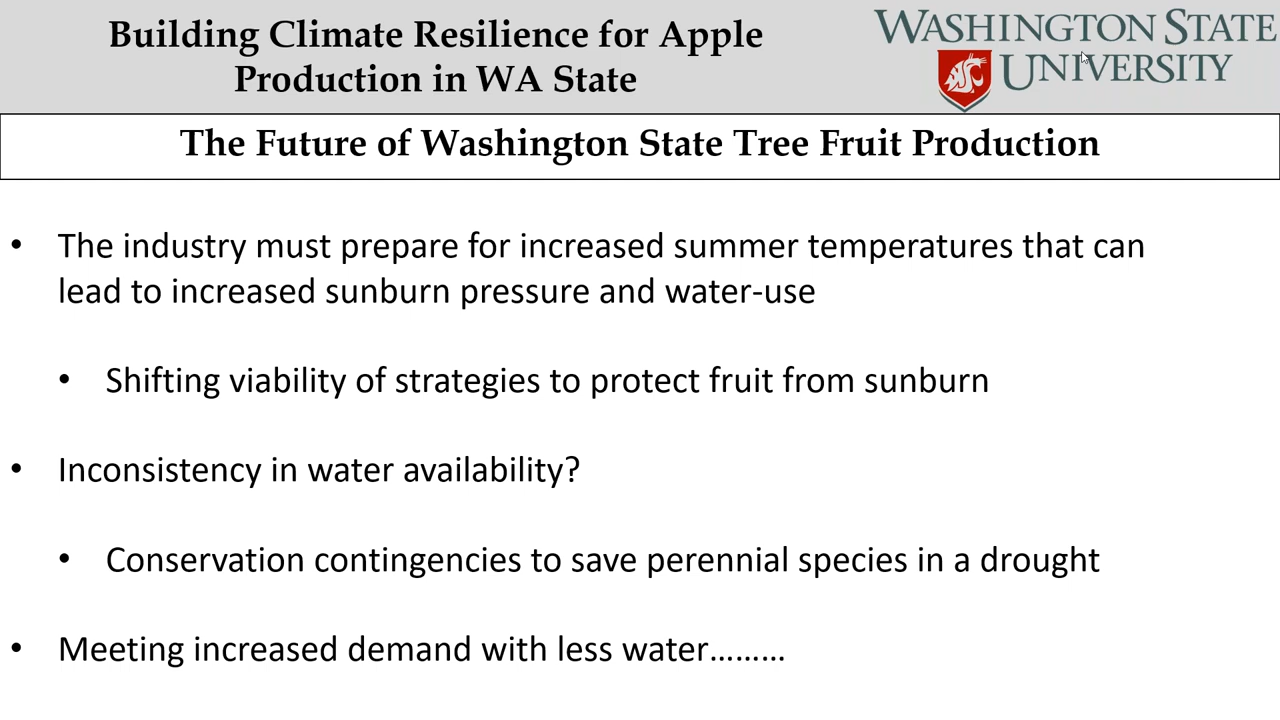 Building Climate Resilience for Apple
Production in WA State
WASHINGTON STATE
UNIVERSITY
The Future of Washington State Tree Fruit Production
• The industry must prepare for increased summer temperatures that can
lead to increased sunburn pressure and water-use
• Shifting viability of strategies to protect fruit from sunburn
• Inconsistency in water availability?
• Conservation contingencies to save perennial species in a drought
• Meeting increased demand with less water.........